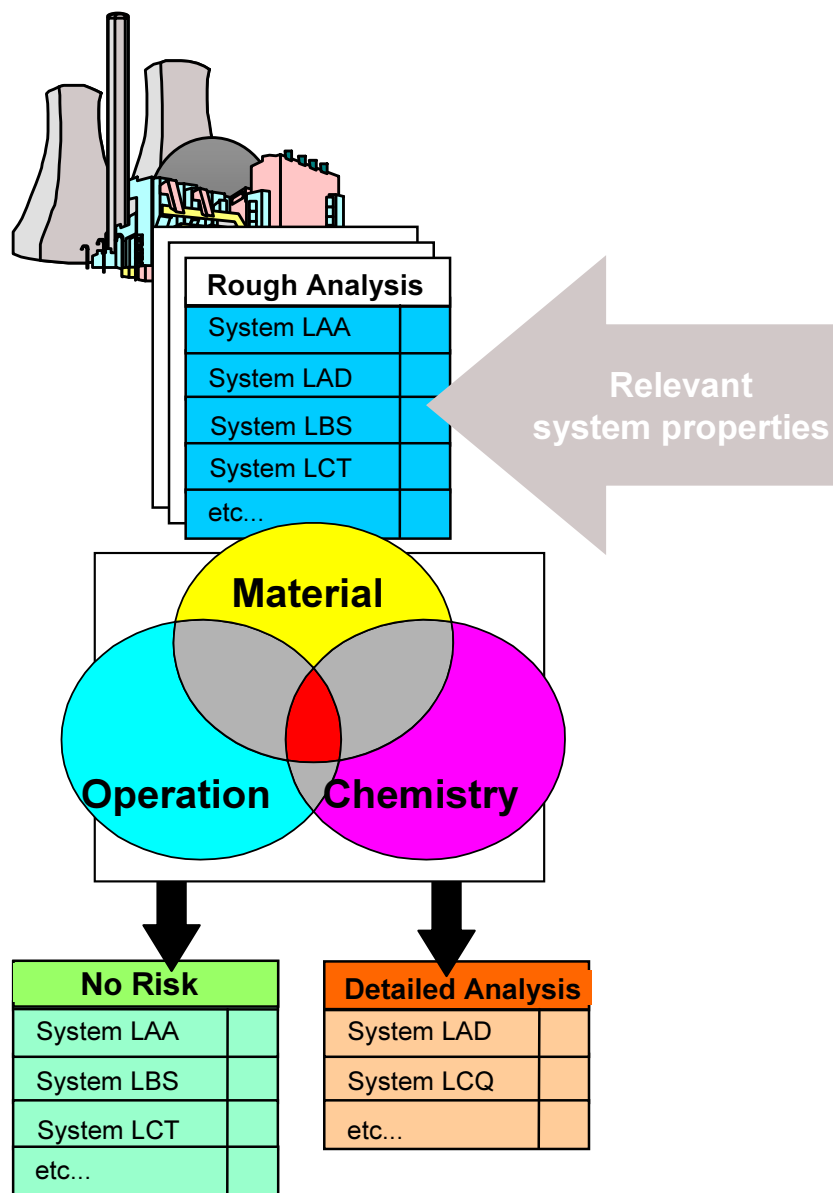 Rough Analysis
System LAA
System LAD
System LBS
System LCT
etc...
Relevant
system properties
Material
Operation
Chemistry
No Risk
System LAA
System LBS
System LCT
etc...
Detailed Analysis
System LAD
System LCQ
etc...